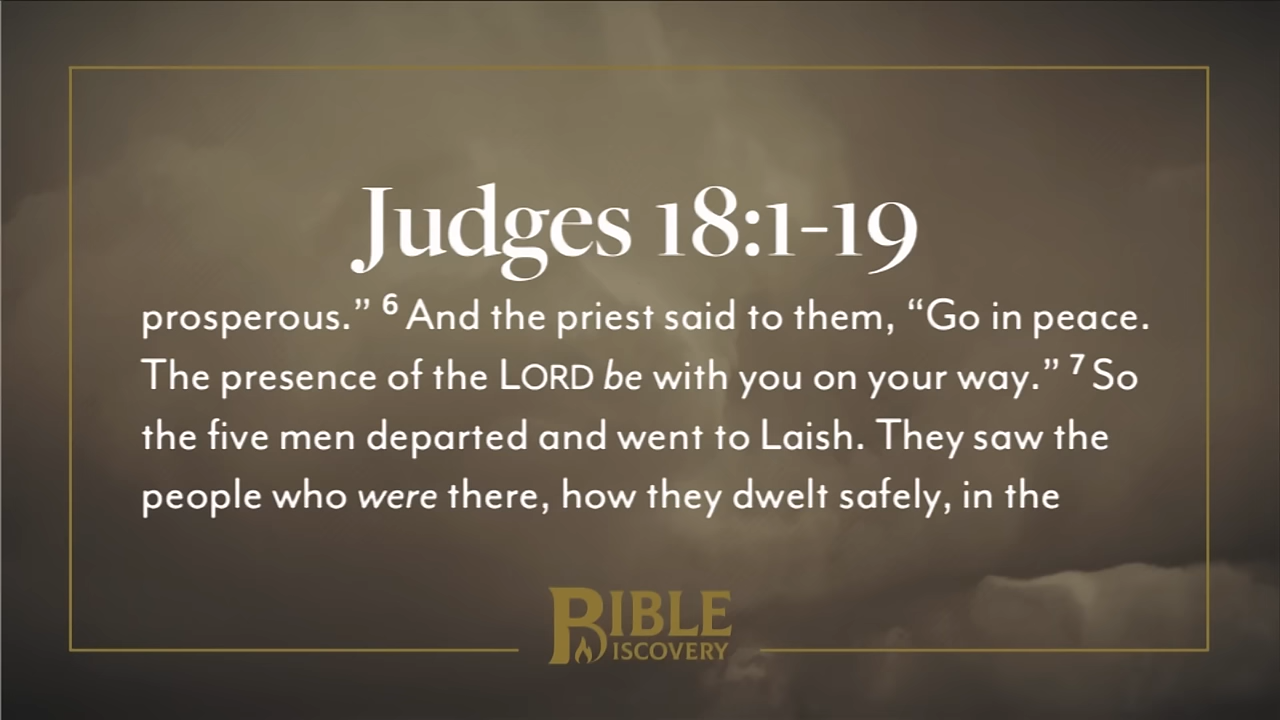 Judges 18:1-19
prosperous.” ⁶ And the priest said to them, “Go in peace.
The presence of the LORD be with you on your way.” ⁷ So
the five men departed and went to Laish. They saw the
people who were there, how they dwelt safely, in the
BIBLE
DISCOVERY